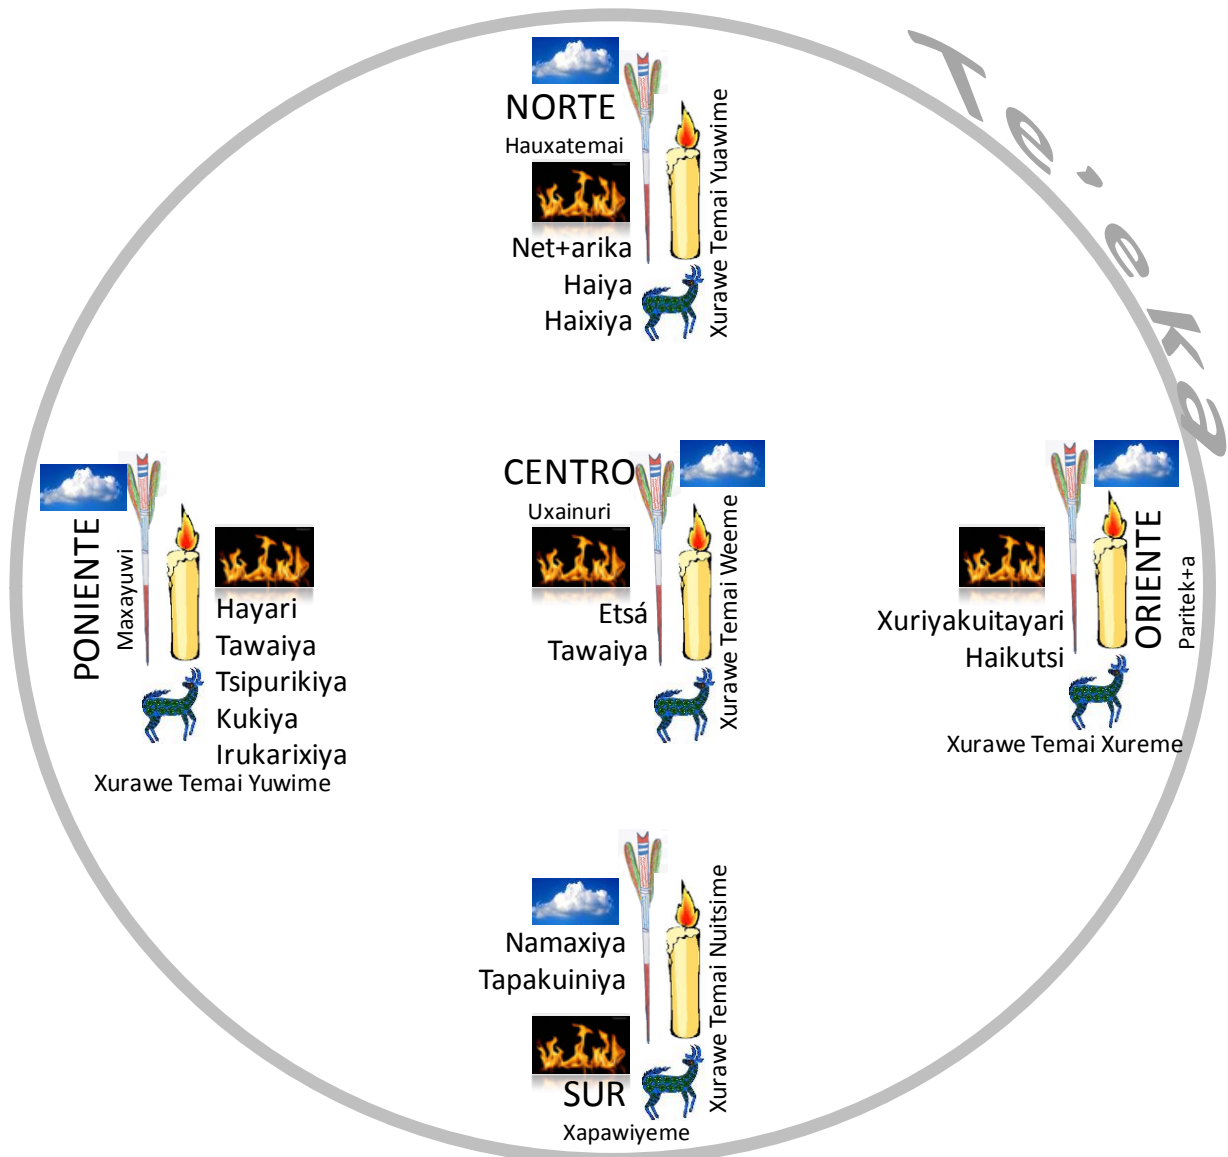 Te'eka
NORTE
Hauxatemai
Net+arika
Haiya
Haixiya
Xurawe Temai Yuawime
PONIENTE
Maxayuwi
Hayari
Tawaiya
Tsipurikiya
Kukiya
Irukarixiya
Xurawe Temai Yuwime
CENTRO
Uxainuri
Etsá
Tawaiya
Xurawe Temai Weeme
Xuriyakuitayari
Haikutsi
ORIENTE
Paritek+a
Xurawe Temai Xureme
Namaxiya
Tapakuiniya
SUR
Xapawiyeme
Xurawe Temai Nuitsime